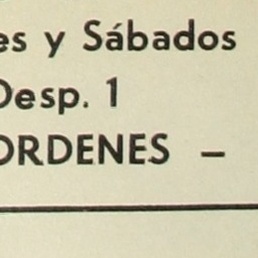 es y Sábados
Desp. 1
ORDENES –